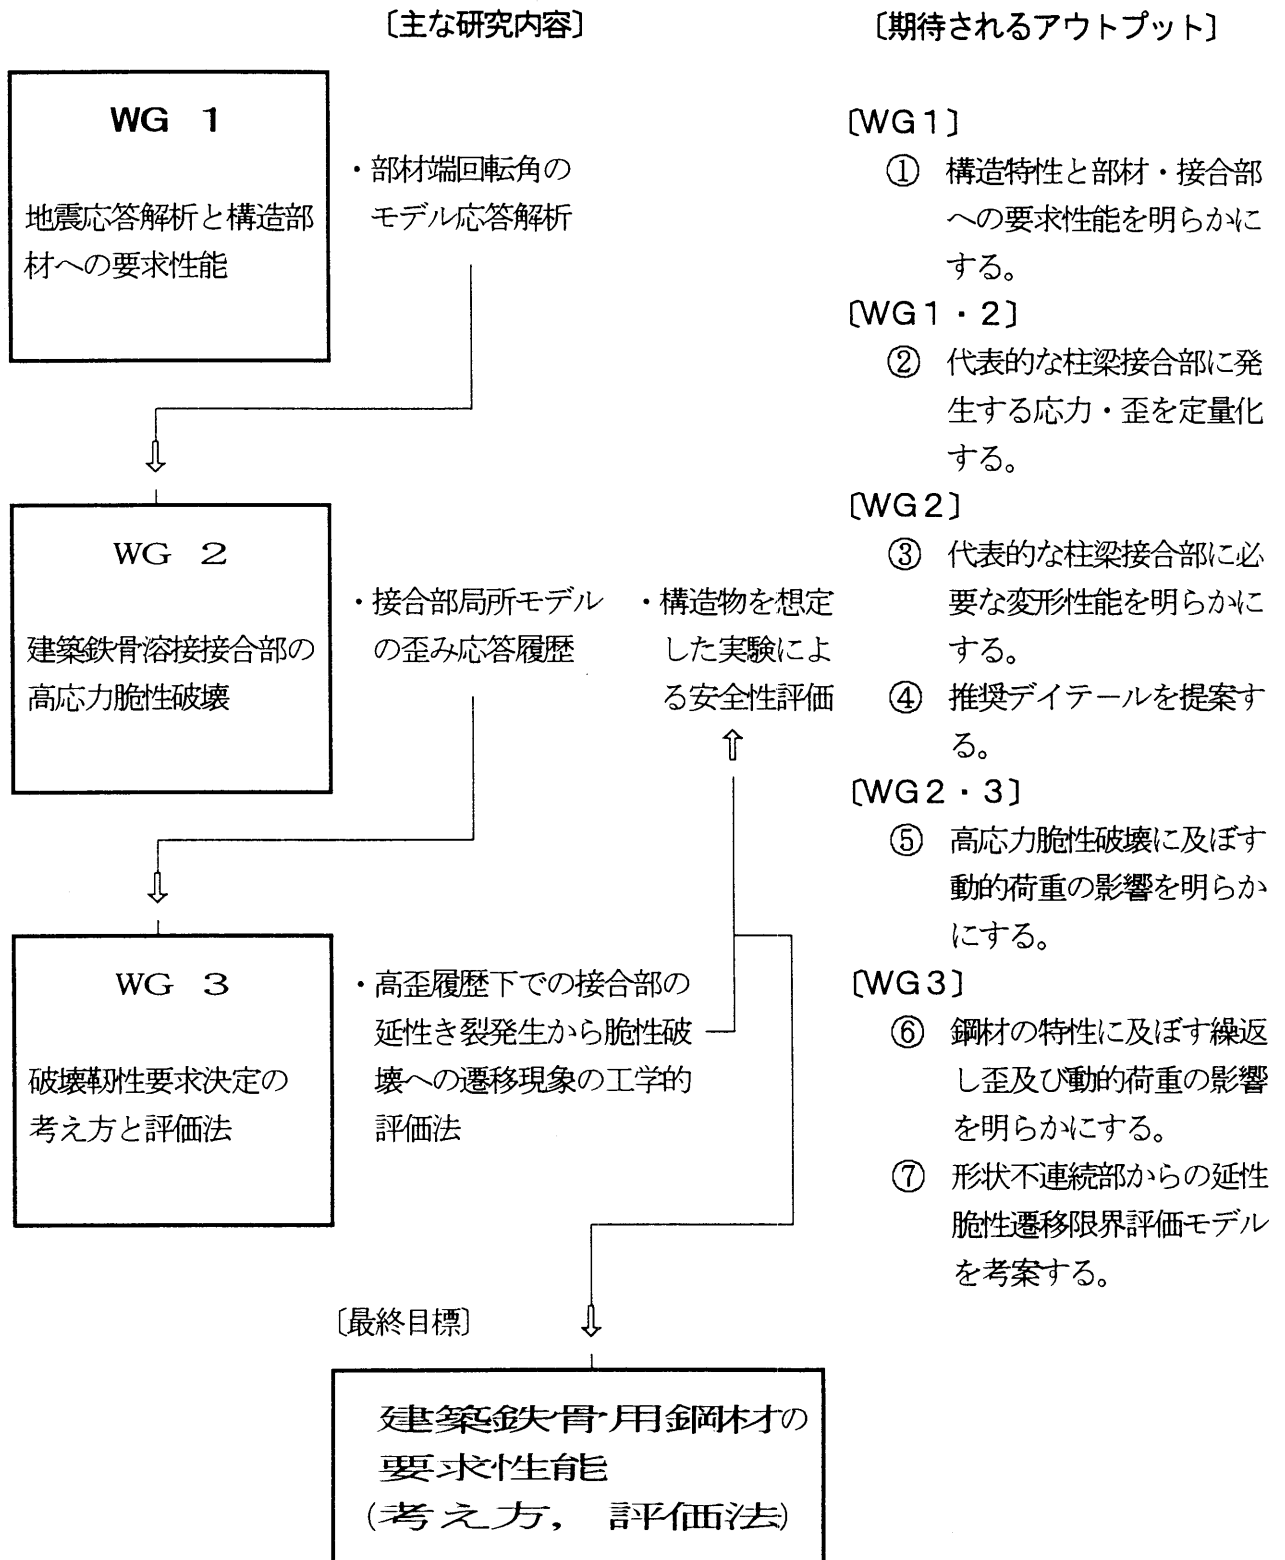 〔主な研究内容〕
〔期待されるアウトプット〕
WG 1
地震応答解析と構造部
材への要求性能
・部材端回転角の
モデル応答解析
WG 2
建築鉄骨溶接接合部の
高応力脆性破壊
・接合部局所モデル
の歪み応答履歴
・構造物を想定
した実験によ
る安全性評価
WG 3
破壊靱性要求決定の
考え方と評価法
・高歪履歴下での接合部の
延性き裂発生から脆性破
壊への遷移現象の工学的
評価法
〔最終目標〕
建築鉄骨用鋼材の
要求性能
(考え方，評価法)
〔WG1〕
① 構造特性と部材・接合部
への要求性能を明らかに
する。
〔WG1・2〕
② 代表的な柱梁接合部に発
生する応力・歪を定量化
する。
〔WG2〕
③ 代表的な柱梁接合部に必
要な変形性能を明らかに
する。
④ 推奨デイテールを提案す
る。
〔WG2・3〕
⑤ 高応力脆性破壊に及ぼす
動的荷重の影響を明らか
にする。
〔WG3〕
⑥ 鋼材の特性に及ぼす繰返
し歪及び動的荷重の影響
を明らかにする。
⑦ 形状不連続部からの延性
脆性遷移限界評価モデル
を考案する。